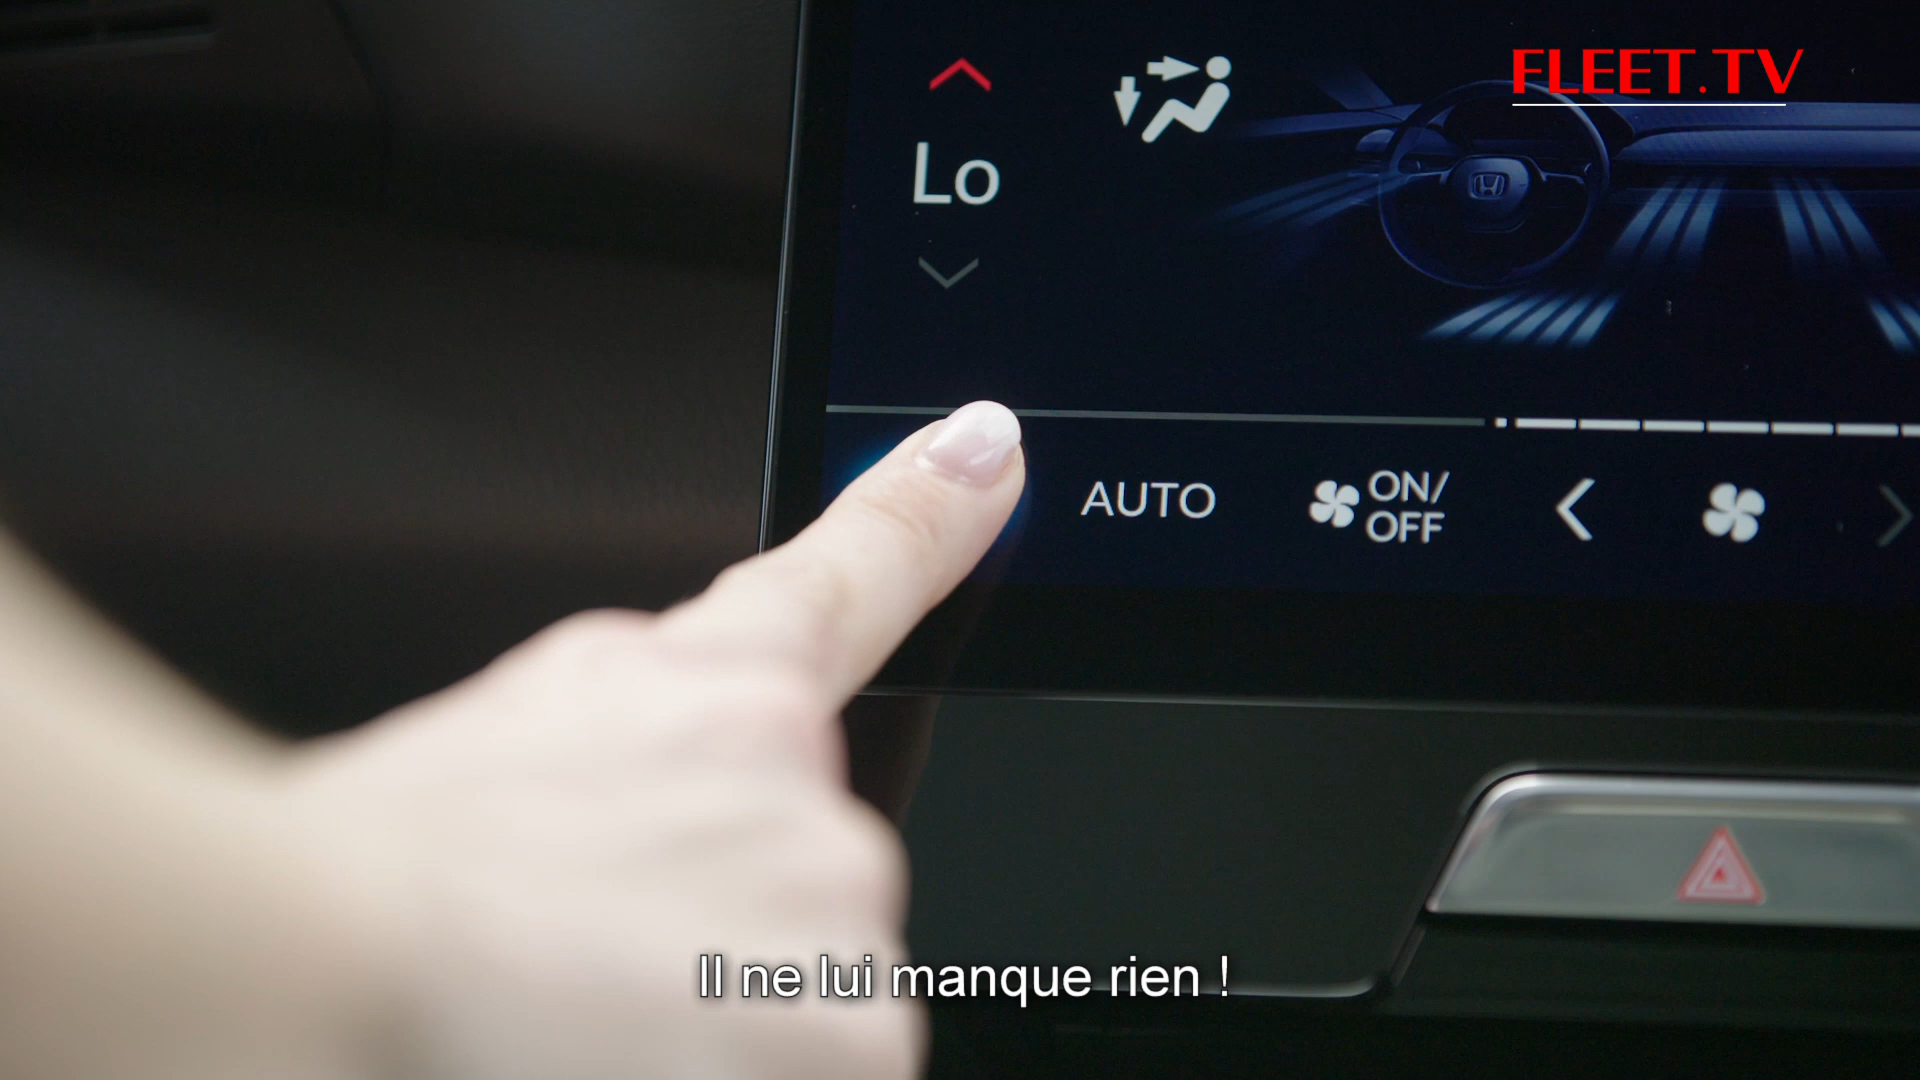 FLEET.TV
Lo
AUTO
ON/
OFF
Il ne lui manque rien !